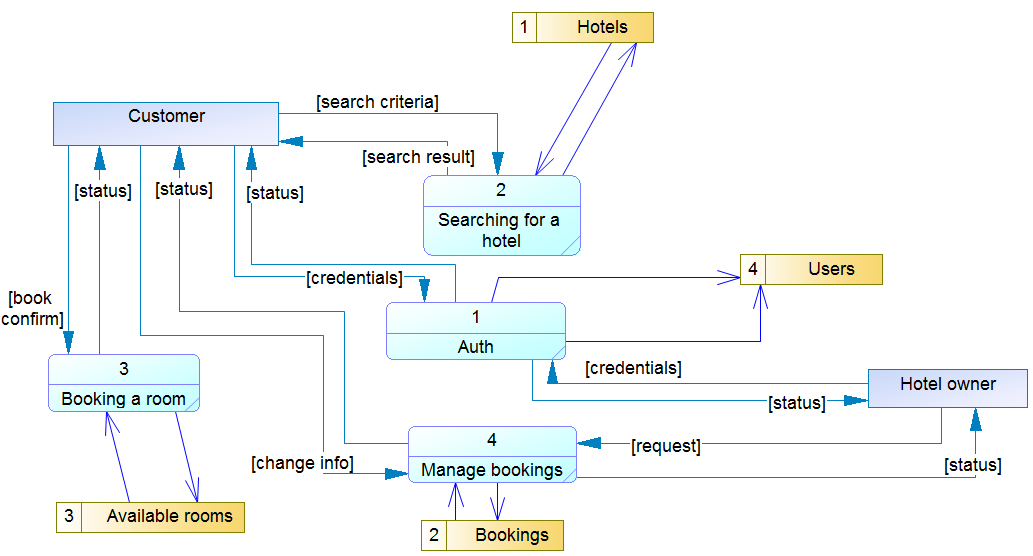 1 Hotels
[search criteria]
Customer
[search result]
[status]
[status]
[status]
2
Searching for a
hotel
4 Users
[credentials]
[book
confirm]
1
Auth
3
Booking a room
[credentials]
Hotel owner
[status]
4
Manage bookings
[request]
[change info]
[status]
3 Available rooms
2 Bookings